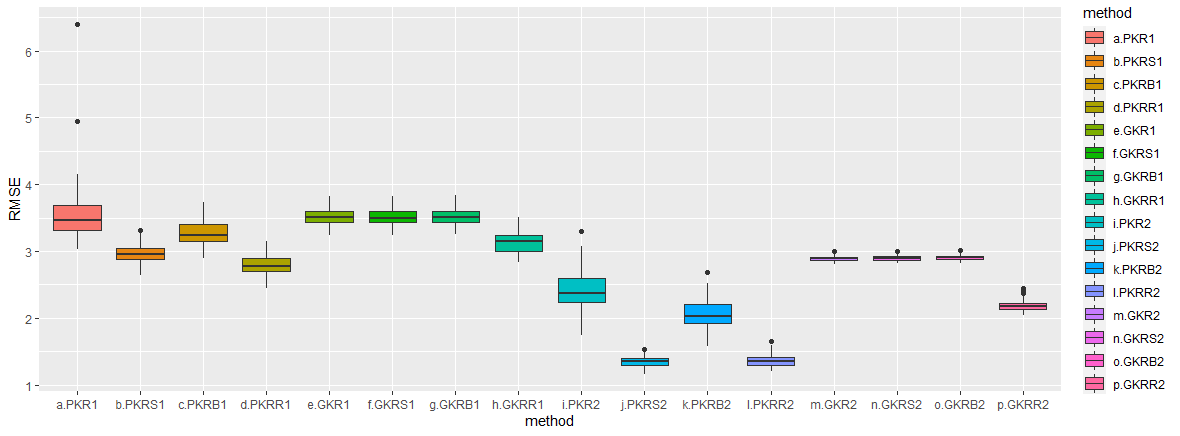 RMSE
6
5
4
3
2
1
a.PKR1 b.PKRS1 c.PKRB1 d.PKRR1 e.GKR1 f.GKRS1 g.GKRB1 h.GKRR1 i.PKR2 j.PKRS2 k.PKRB2 l.PKRR2 m.GKR2 n.GKRS2 o.GKRB2 p.GKRR2
method
method
a.PKR1
b.PKRS1
c.PKRB1
d.PKRR1
e.GKR1
f.GKRS1
g.GKRB1
h.GKRR1
i.PKR2
j.PKRS2
k.PKRB2
l.PKRR2
m.GKR2
n.GKRS2
o.GKRB2
p.GKRR2